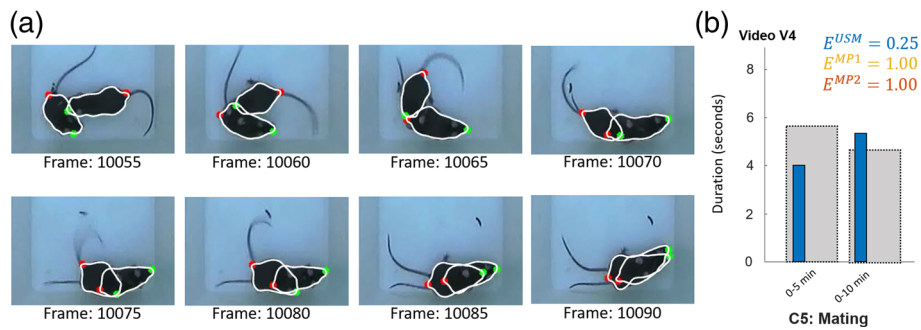 (a)
Frame: 10055
Frame: 10060
Frame: 10065
Frame: 10070
Frame: 10075
Frame: 10080
Frame: 10085
Frame: 10090
(b)
Video V4
E^USM = 0.25
E^MP1 = 1.00
E^MP2 = 1.00
Duration (seconds)
8
6
4
2
0
0-5 min
0-10 min
C5: Mating